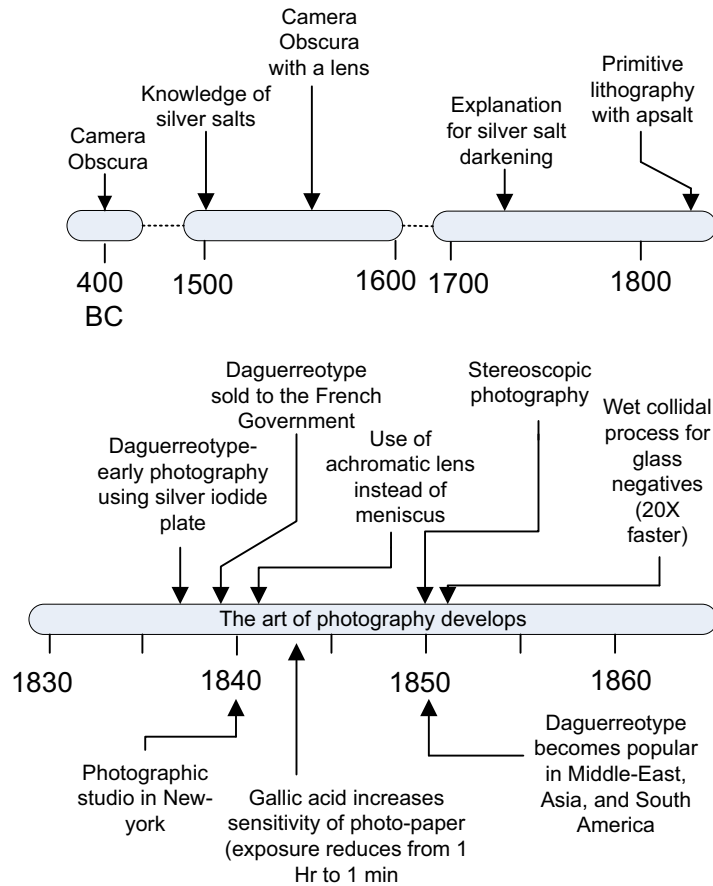 Camera
Obscura
with a lens
Primitive
lithography
with apsalt
Knowledge of
silver salts
Explanation
for silver salt
darkening
Camera
Obscura
400
BC
1500
1600
1700
1800
Daguerreotype
sold to the French
Government
Stereoscopic
photography
Wet collidal
process for
glass
negatives
(20X
faster)
Use of
achromatic lens
instead of
meniscus
Daguerreotype-
early photography
using silver iodide
plate
The art of photography develops
1830
1840
1850
1860
Photographic
studio in New-
york
Gallic acid increases
sensitivity of photo-paper
(exposure reduces from 1
Hr to 1 min
Daguerreotype
becomes popular
in Middle-East,
Asia, and South
America